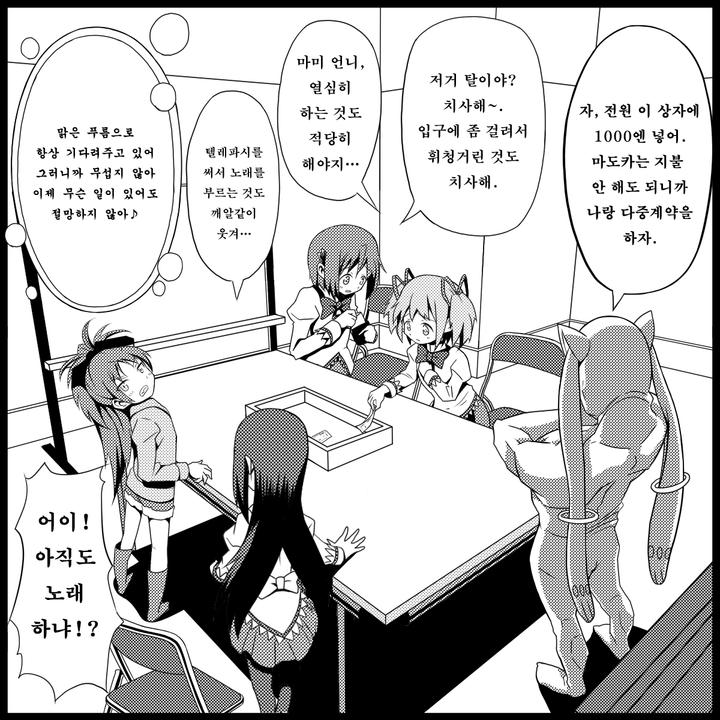 자, 전원 이 상자에
1000엔 넣어.
마도카는 지불
안 해도 되니까
나랑 다중계약을
하자.
저거 탈이야?
치사해~.
입구에 좀 걸려서
휘청거린 것도
치사해.
마미 언니,
열심히
하는 것도
적당히
해야지…
텔레파시를
써서 노래를
부르는 것도
깨알같이
웃겨…
맑은 푸름으로
항상 기다려주고 있어
그러니까 무섭지 않아
이제 무슨 일이 있어도
절망하지 않아♪
어이!
아직도
노래
하냐!?